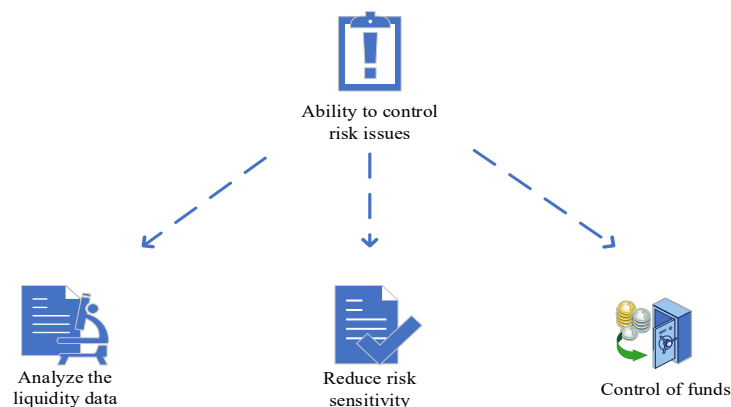 Ability to control
risk issues
Analyze the
liquidity data
Reduce risk
sensitivity
Control of funds